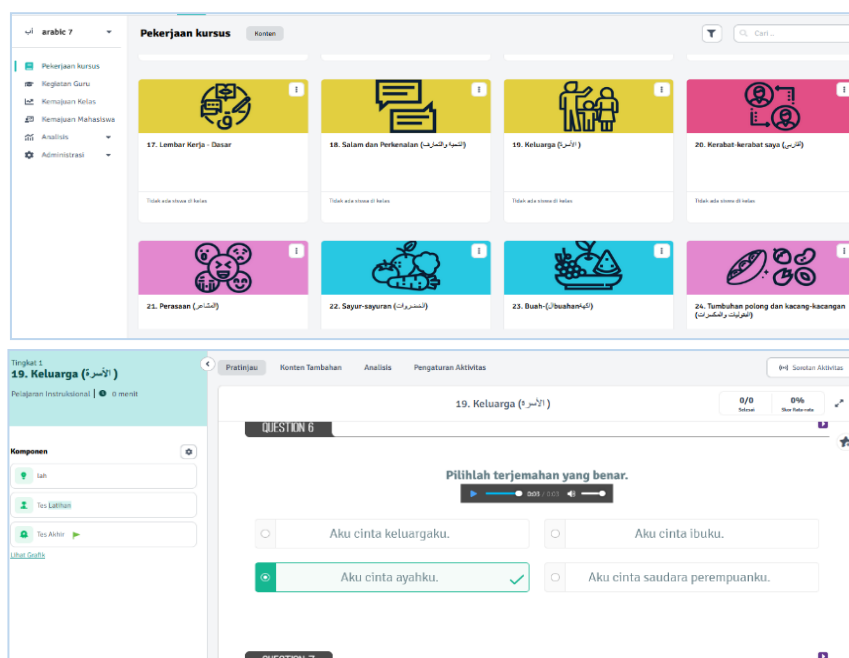 أب arabic 7
Pekerjaan kursus Konten
Cari ...
Pekerjaan kursus
Kegiatan Guru
Kemajuan Kelas
Kemajuan Mahasiswa
Analisis
Administrasi
17. Lembar Kerja - Dasar
18. Salam dan Perkenalan (التحية والتعارف)
19. Keluarga (الأسرة)
20. Kerabat-kerabat saya (أقاربي)
Tidak ada siswa di kelas
Tidak ada siswa di kelas
Tidak ada siswa di kelas
Tidak ada siswa di kelas
21. Perasaan (المشاعر)
22. Sayur-sayuran (الخضروات)
23. Buah-
24. Tumbuhan polong dan kacang-kacangan
(البقوليات والمكسرات)
Tingkat 1
19. Keluarga (الأسرة)
Pelajaran Instruksional | 0 menit
Komponen
Tes Latihan
Tes Akhir
Lihat Grafik
Pratinjau Konten Tambahan Analisis Pengaturan Aktivitas
Sorotan Aktivitas
19. Keluarga (الأسرة)
0/0
Selesai
0%
Skor Rata-rata
QUESTION 6
Pilihlah terjemahan yang benar.
0:01 / 0:01
Aku cinta keluargaku.
Aku cinta ibuku.
Aku cinta ayahku.
Aku cinta saudara perempuanku.
QUESTION 7